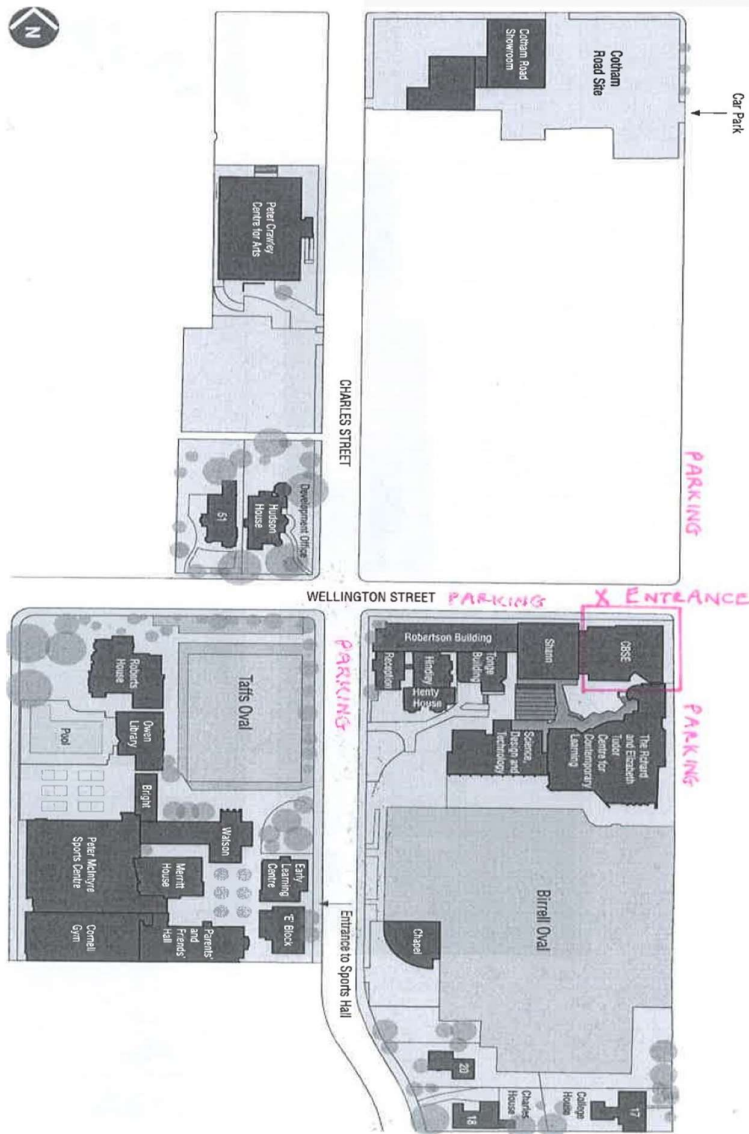 N
Cotham Road
Showroom
Cotham
Road Site
Car Park
Peter Crawley
Centre for Arts
CHARLES STREET
PARKING
Development Office
Hudson
House
51
WELLINGTON STREET
PARKING
X ENTRANCE
Robertson Building
Shann
CBSE
Reception
Hindley
Henty
House
Tonge
Building
PARKING
PARKING
Roberts
House
Taffs Oval
Science,
Design and
Technology
The Richard
and Elizabeth
Tudor
Centre for
Contemporary
Learning
Owen
Library
Pool
Bright
Watson
Peter McIntyre
Sports Centre
Merritt
House
Early
Learning
Centre
Birrell Oval
'E' Block
Entrance to Sports Hall
Chapel
Cornell
Gym
Parents'
and
Friends'
Hall
20
18
Charles
House
College
House
17